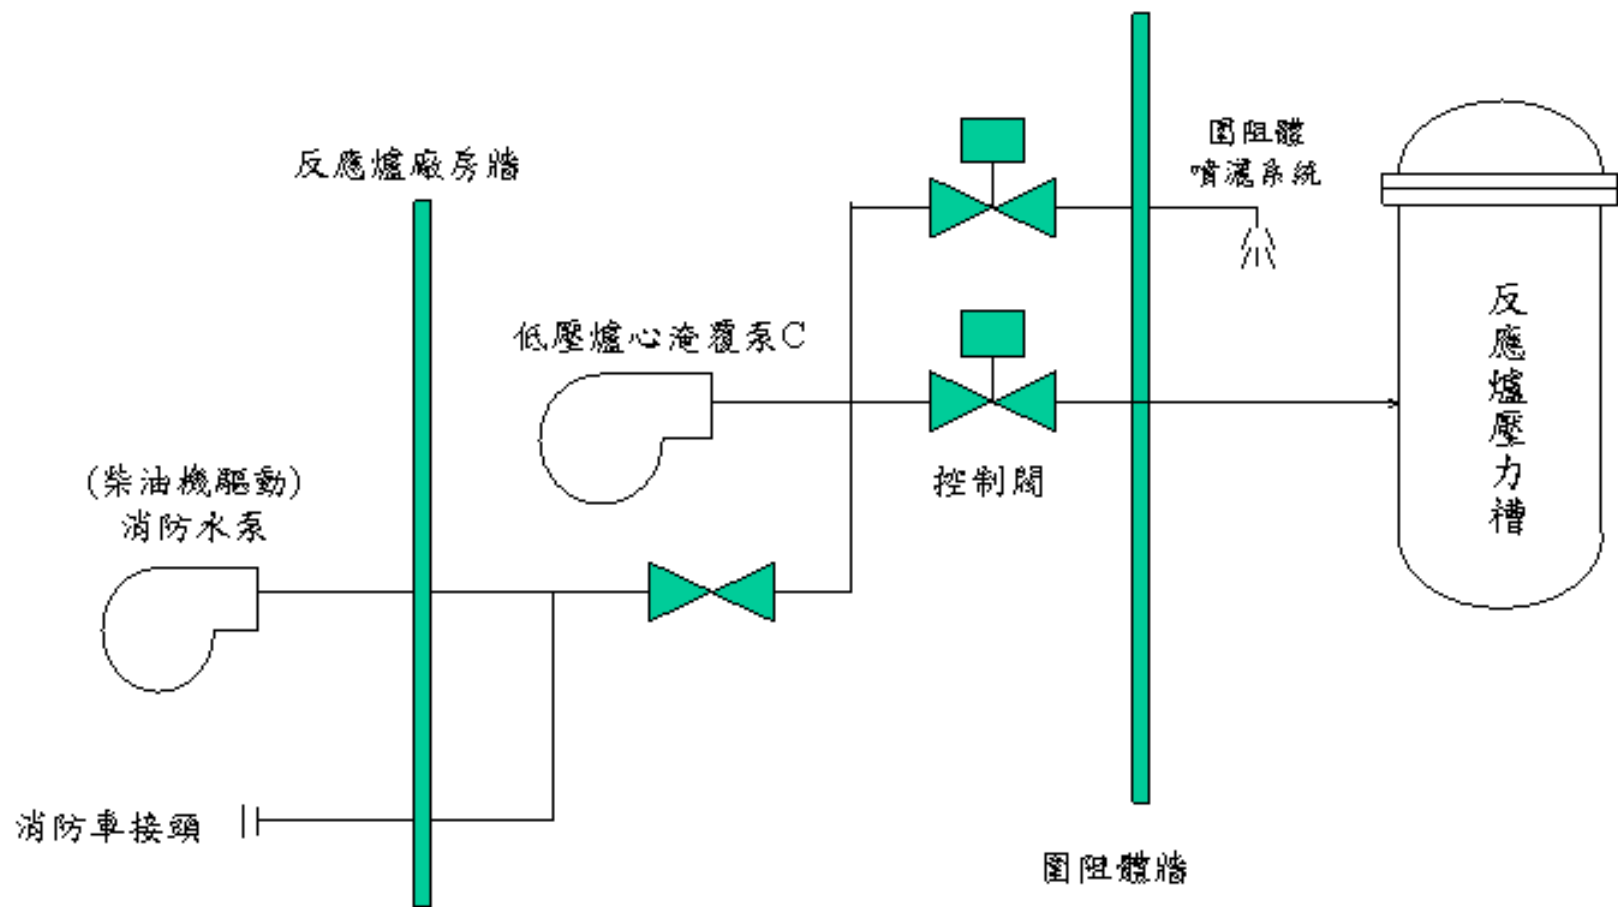 圍阻體
噴灑系統
反應爐廠房牆
低壓爐心淹覆泵C
反應爐壓力槽
(柴油機驅動)
消防水泵
控制閥
消防車接頭
圍阻體牆